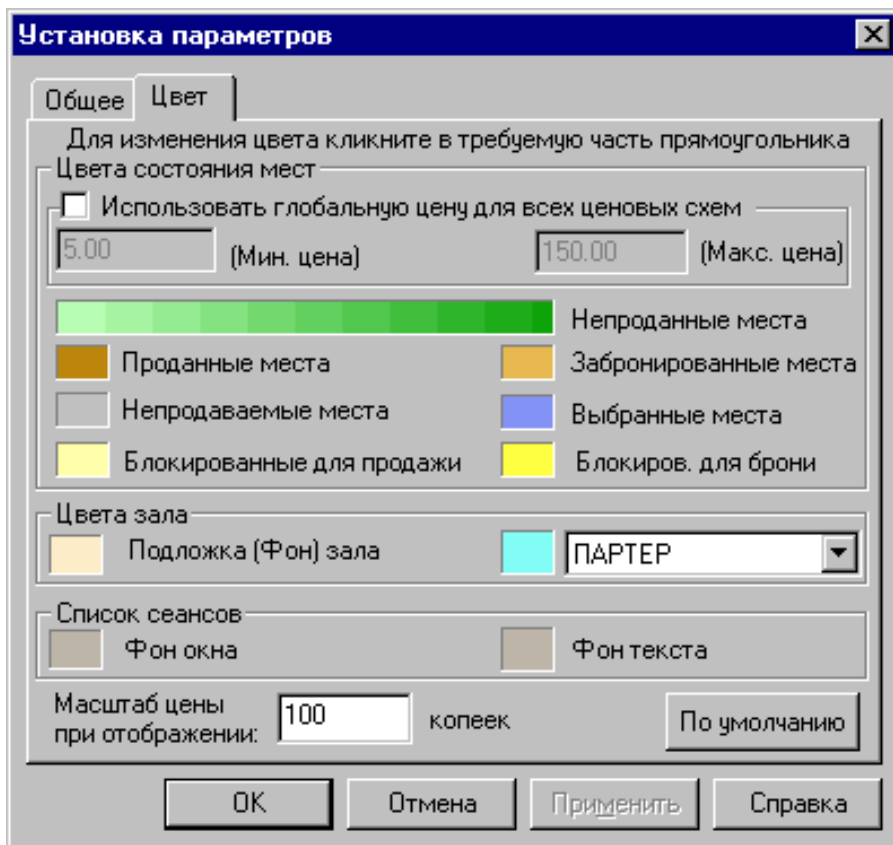 Установка параметров
Общее Цвет
Для изменения цвета кликните в требуемую часть прямоугольника
Цвета состояния мест
Использовать глобальную цену для всех ценовых схем
5.00 (Мин. цена) 150.00 (Макс. цена)
Непроданные места
Проданные места Забронированные места
Непродаваемые места Выбранные места
Блокированные для продажи Блокиров. для брони
Цвета зала
Подложка (Фон) зала ПАРТЕР
Список сеансов
Фон окна Фон текста
Масштаб цены
при отображении: 100 копеек По умолчанию
OK Отмена Применить Справка